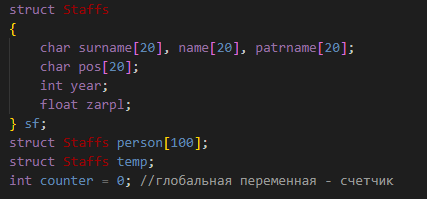 struct Staffs
{
    char surname[20], name[20], patrname[20];
    char pos[20];
    int year;
    float zarpl;
} sf;
struct Staffs person[100];
struct Staffs temp;
int counter = 0; //глобальная переменная - счетчик